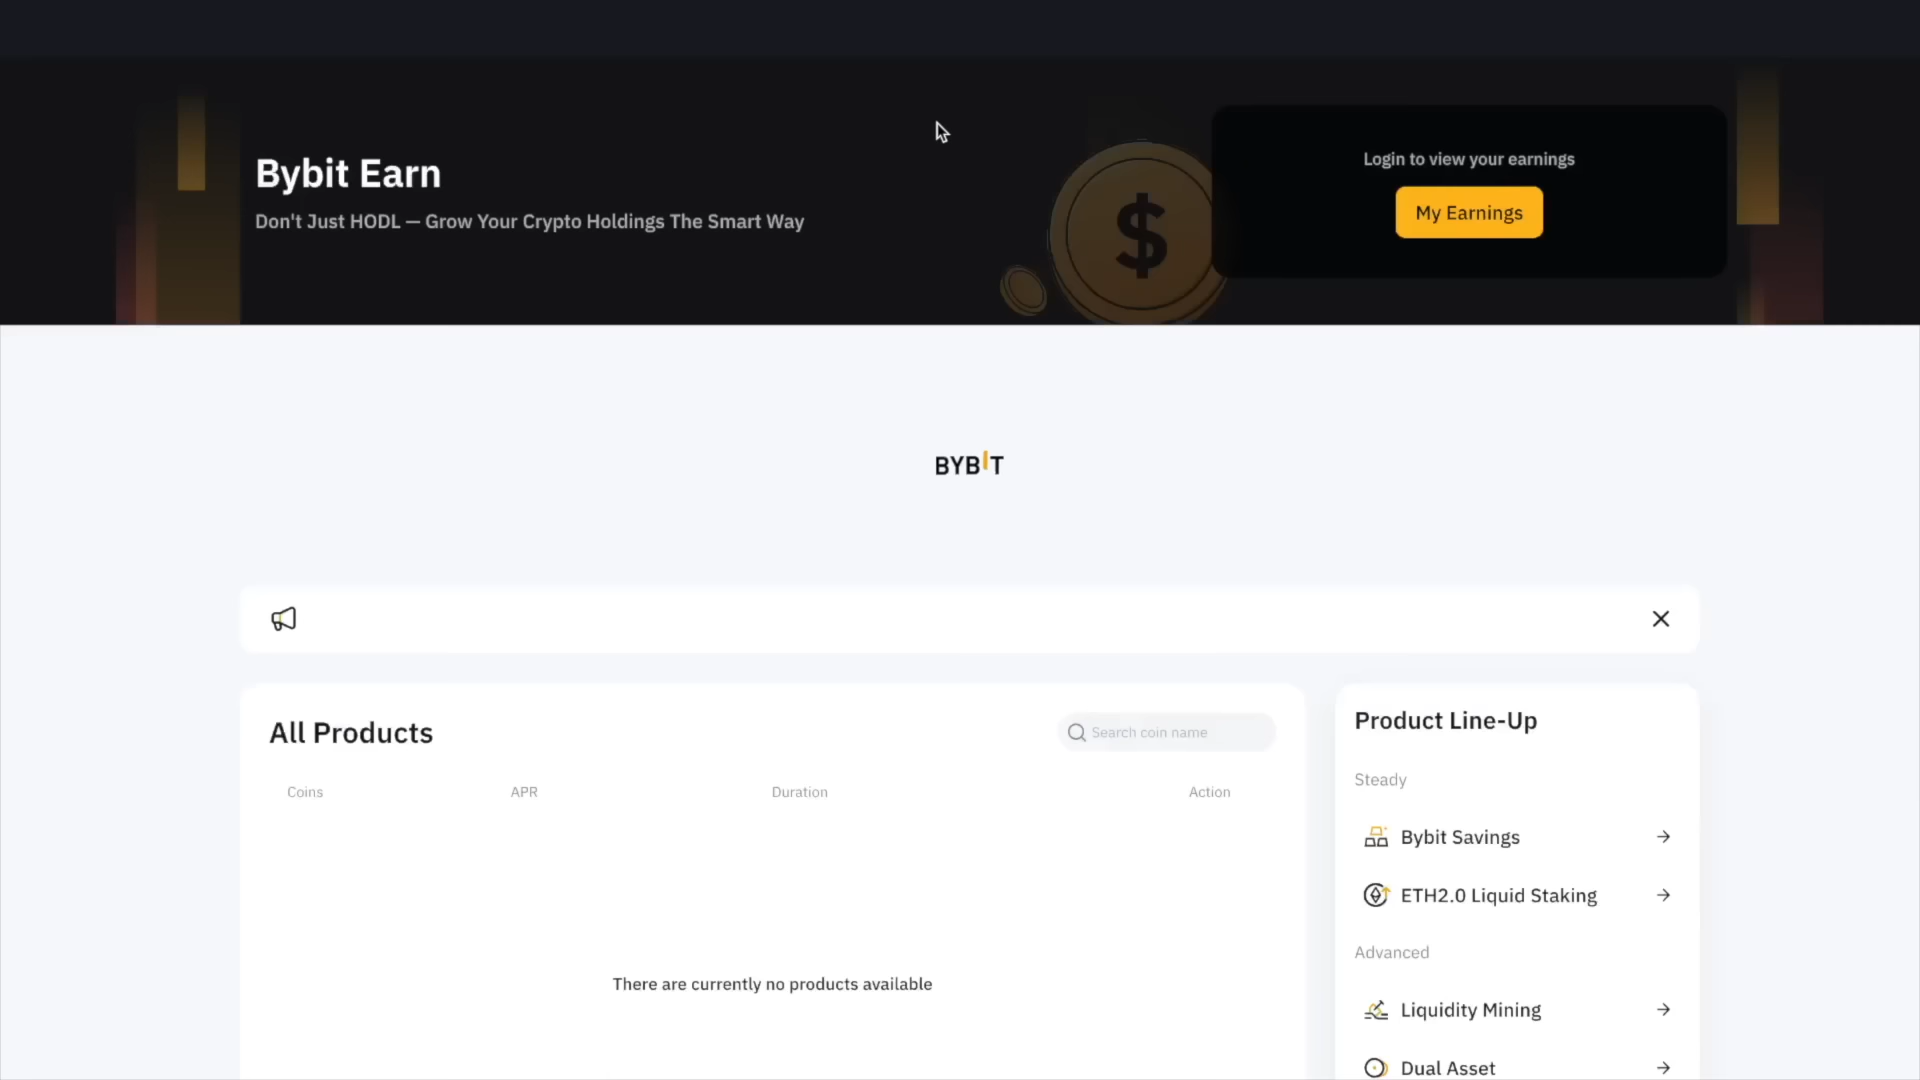 Bybit Earn
Don't Just HODL — Grow Your Crypto Holdings The Smart Way
$
Login to view your earnings
My Earnings
BYBIT
All Products
Search coin name
Coins APR Duration Action
There are currently no products available
Product Line-Up
Steady
Bybit Savings
ETH2.0 Liquid Staking
Advanced
Liquidity Mining
Dual Asset